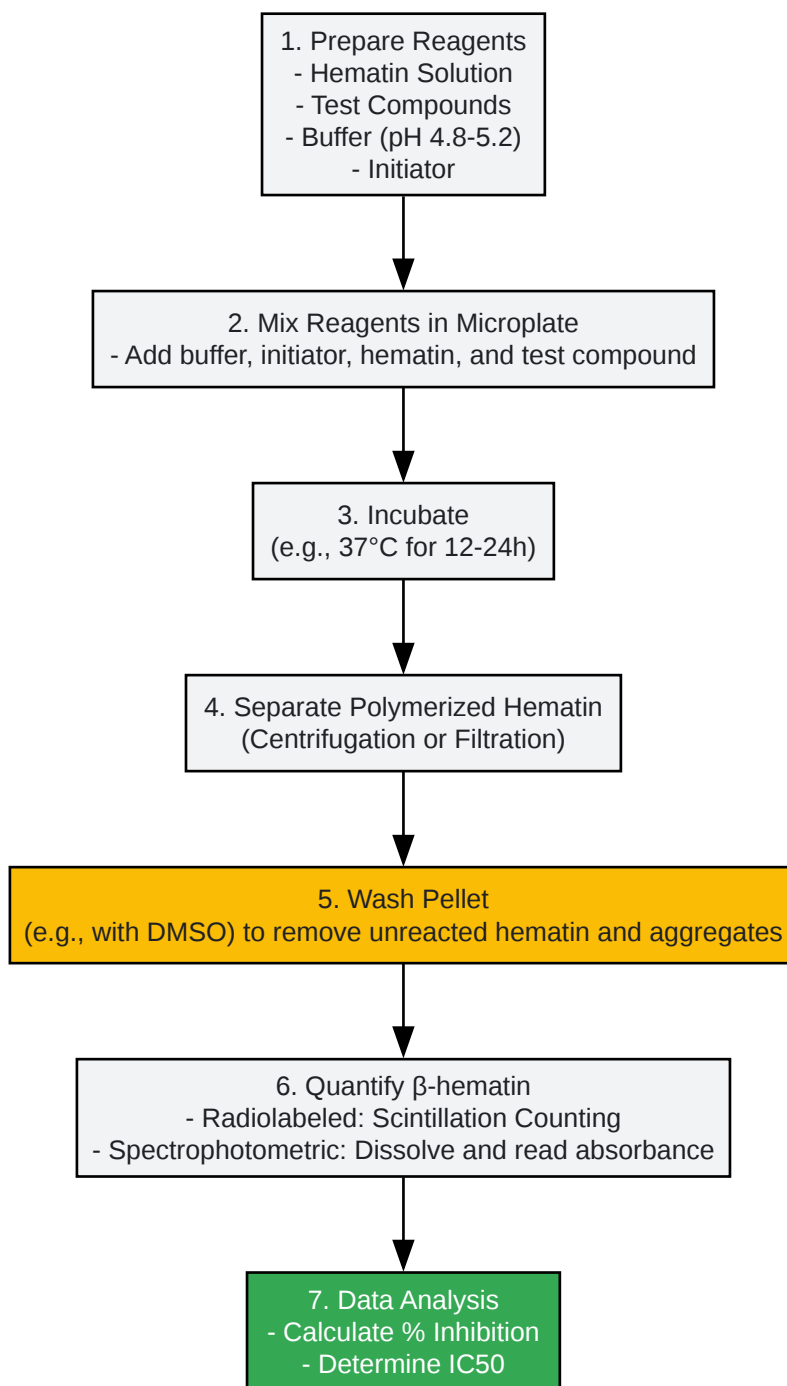 1. Prepare Reagents
- Hematin Solution
- Test Compounds
- Buffer (pH 4.8-5.2)
- Initiator
2. Mix Reagents in Microplate
- Add buffer, initiator, hematin, and test compound
3. Incubate
(e.g., 37°C for 12-24h)
4. Separate Polymerized Hematin
(Centrifugation or Filtration)
5. Wash Pellet
(e.g., with DMSO) to remove unreacted hematin and aggregates
6. Quantify β-hematin
- Radiolabeled: Scintillation Counting
- Spectrophotometric: Dissolve and read absorbance
7. Data Analysis
- Calculate % Inhibition
- Determine IC50